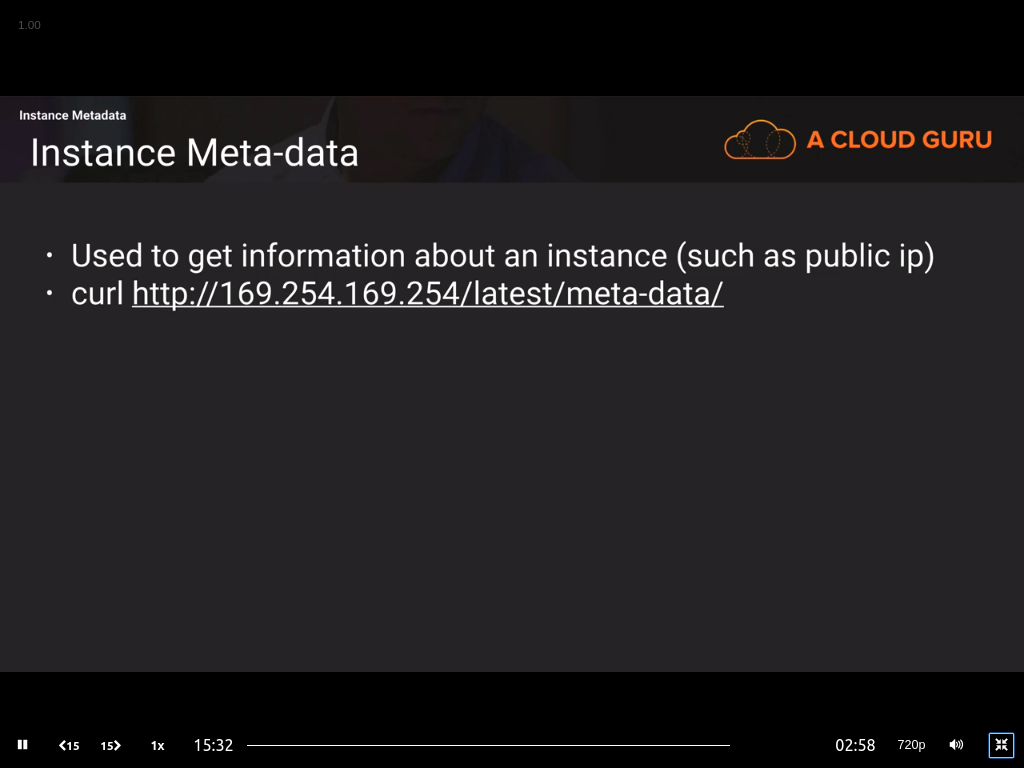 1.00
Instance Metadata
Instance Meta-data
A CLOUD GURU
• Used to get information about an instance (such as public ip)
• curl http://169.254.169.254/latest/meta-data/
15 15 1x 15:32 02:58 720p